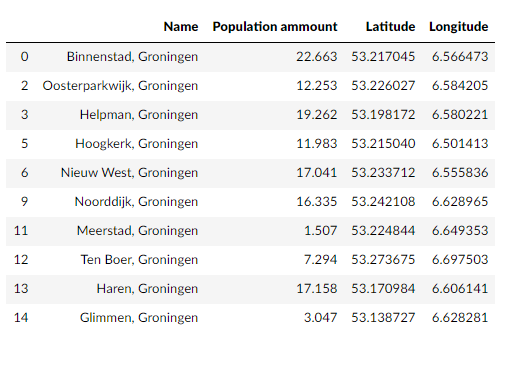 Name Population ammount Latitude Longitude
0 Binnenstad, Groningen 22.663 53.217045 6.566473
2 Oosterparkwijk, Groningen 12.253 53.226027 6.584205
3 Helpman, Groningen 19.262 53.198172 6.580221
5 Hoogkerk, Groningen 11.983 53.215040 6.501413
6 Nieuw West, Groningen 17.041 53.233712 6.555836
9 Noorddijk, Groningen 16.335 53.242108 6.628965
11 Meerstad, Groningen 1.507 53.224844 6.649353
12 Ten Boer, Groningen 7.294 53.273675 6.697503
13 Haren, Groningen 17.158 53.170984 6.606141
14 Glimmen, Groningen 3.047 53.138727 6.628281